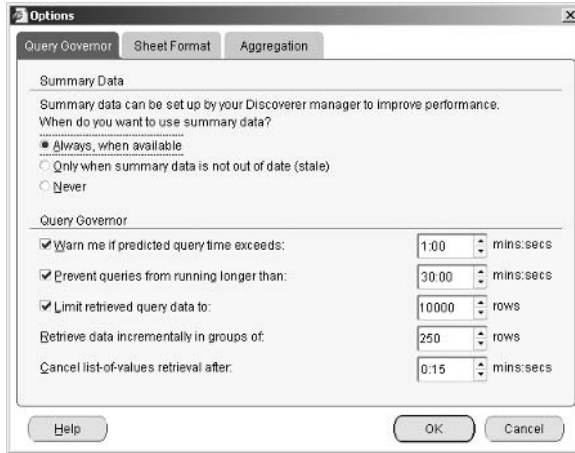 Options
Query Governor Sheet Format Aggregation
Summary Data
Summary data can be set up by your Discoverer manager to improve performance.
When do you want to use summary data?
Always, when available
Only when summary data is not out of date (stale)
Never
Query Governor
Warn me if predicted query time exceeds: 1:00 mins:secs
Prevent queries from running longer than: 30:00 mins:secs
Limit retrieved query data to: 10000 rows
Retrieve data incrementally in groups of: 250 rows
Cancel list-of-values retrieval after: 0:15 mins:secs
Help OK Cancel